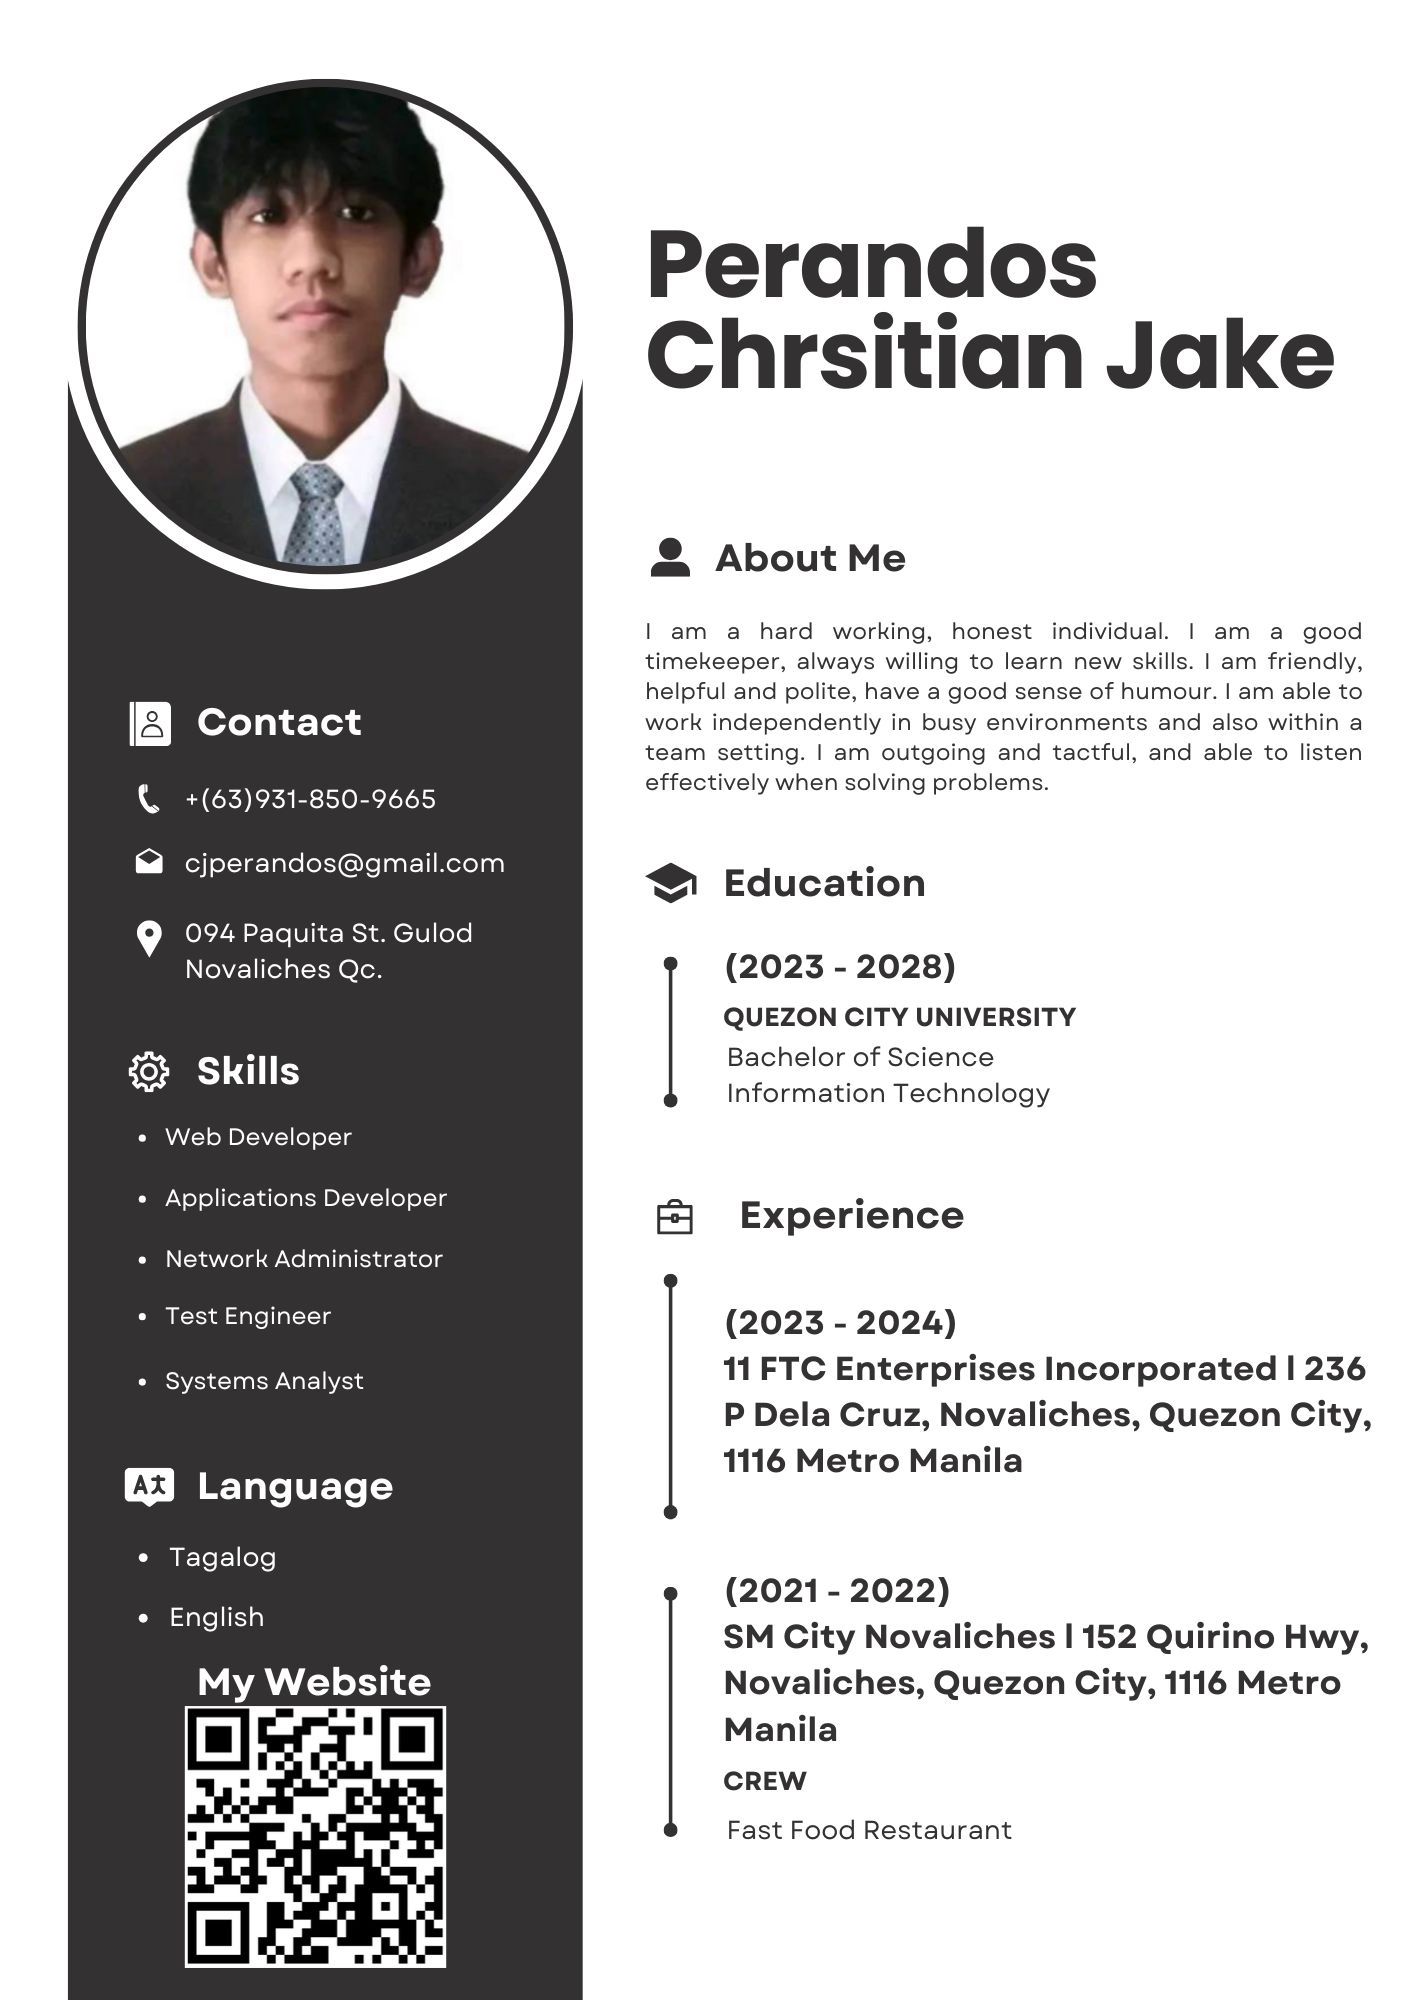 Perandos
Chrsitian Jake
Contact
+(63)931-850-9665
cjperandos@gmail.com
094 Paquita St. Gulod
Novaliches Qc.
Skills
Web Developer
Applications Developer
Network Administrator
Test Engineer
Systems Analyst
Language
Tagalog
English
My Website
About Me
I am a hard working, honest individual. I am a good
timekeeper, always willing to learn new skills. I am friendly,
helpful and polite, have a good sense of humour. I am able to
work independently in busy environments and also within a
team setting. I am outgoing and tactful, and able to listen
effectively when solving problems.
Education
(2023 - 2028)
QUEZON CITY UNIVERSITY
Bachelor of Science
Information Technology
Experience
(2023 - 2024)
11 FTC Enterprises Incorporated l 236
P Dela Cruz, Novaliches, Quezon City,
1116 Metro Manila
(2021 - 2022)
SM City Novaliches l 152 Quirino Hwy,
Novaliches, Quezon City, 1116 Metro
Manila
CREW
Fast Food Restaurant